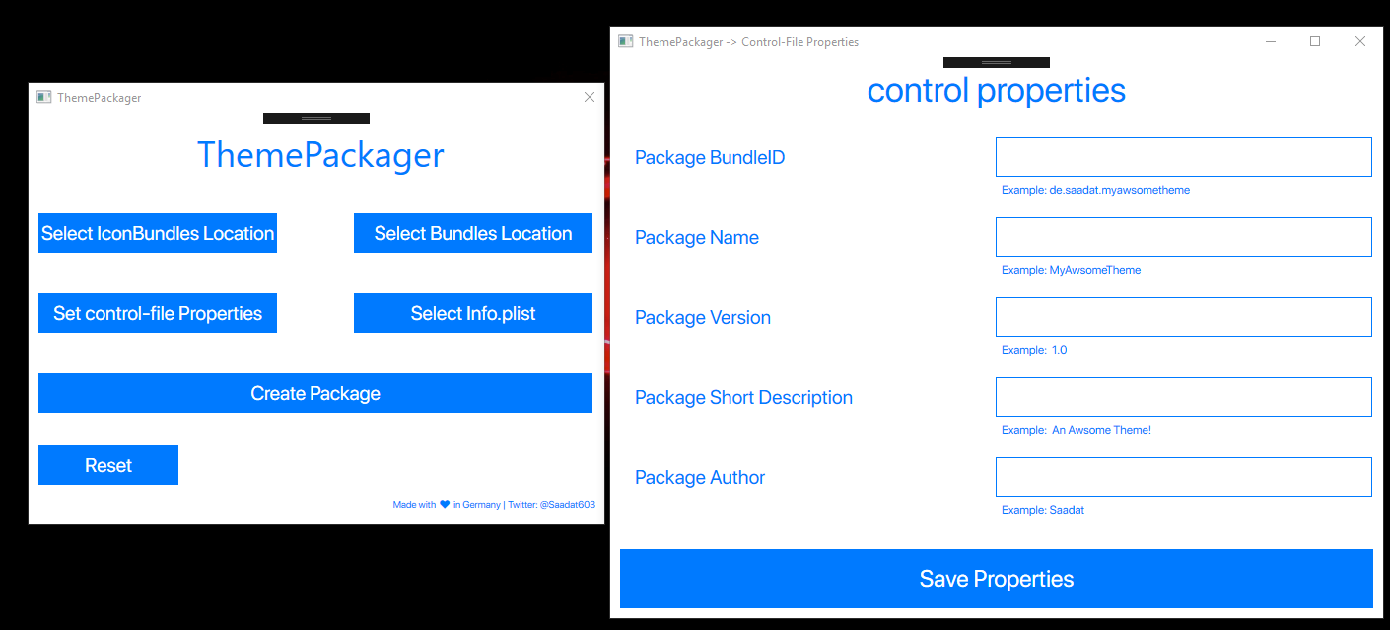 ThemePackager
ThemePackager
Select IconBundles Location
Select Bundles Location
Set control-file Properties
Select Info.plist
Create Package
Reset
Made with ❤ in Germany | Twitter: @Saadat603
ThemePackager -> Control-File Properties
control properties
Package BundleID
Example: de.saadat.myawsometheme
Package Name
Example: MyAwsomeTheme
Package Version
Example: 1.0
Package Short Description
Example: An Awsome Theme!
Package Author
Example: Saadat
Save Properties